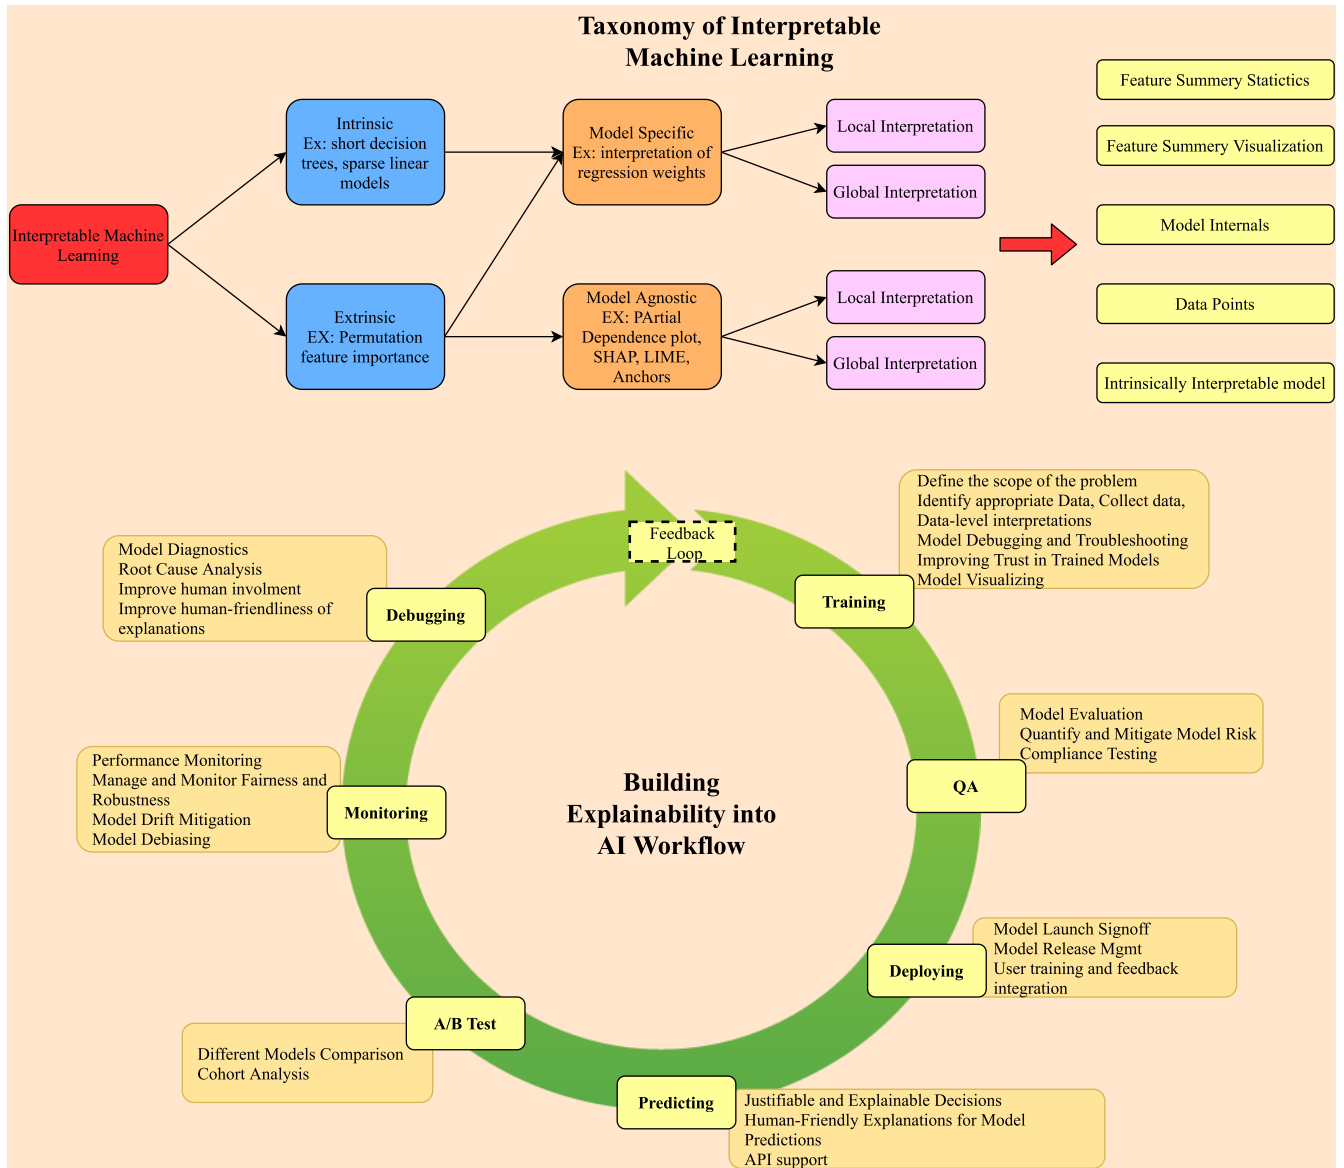 Taxonomy of Interpretable
Machine Learning
Interpretable Machine
Learning
Intrinsic
Ex: short decision
trees, sparse linear
models
Extrinsic
EX: Permutation
feature importance
Model Specific
Ex: interpretation of
regression weights
Model Agnostic
EX: PArtial
Dependence plot,
SHAP, LIME,
Anchors
Local Interpretation
Global Interpretation
Local Interpretation
Global Interpretation
Feature Summery Statictics
Feature Summery Visualization
Model Internals
Data Points
Intrinsically Interpretable model
Feedback
Loop
Training
Define the scope of the problem
Identify appropriate Data, Collect data,
Data-level interpretations
Model Debugging and Troubleshooting
Improving Trust in Trained Models
Model Visualizing
QA
Model Evaluation
Quantify and Mitigate Model Risk
Compliance Testing
Deploying
Model Launch Signoff
Model Release Mgmt
User training and feedback
integration
Predicting
Justifiable and Explainable Decisions
Human-Friendly Explanations for Model
Predictions
API support
A/B Test
Different Models Comparison
Cohort Analysis
Monitoring
Performance Monitoring
Manage and Monitor Fairness and
Robustness
Model Drift Mitigation
Model Debiasing
Debugging
Model Diagnostics
Root Cause Analysis
Improve human involment
Improve human-friendliness of
explanations
Building
Explainability into
AI Workflow